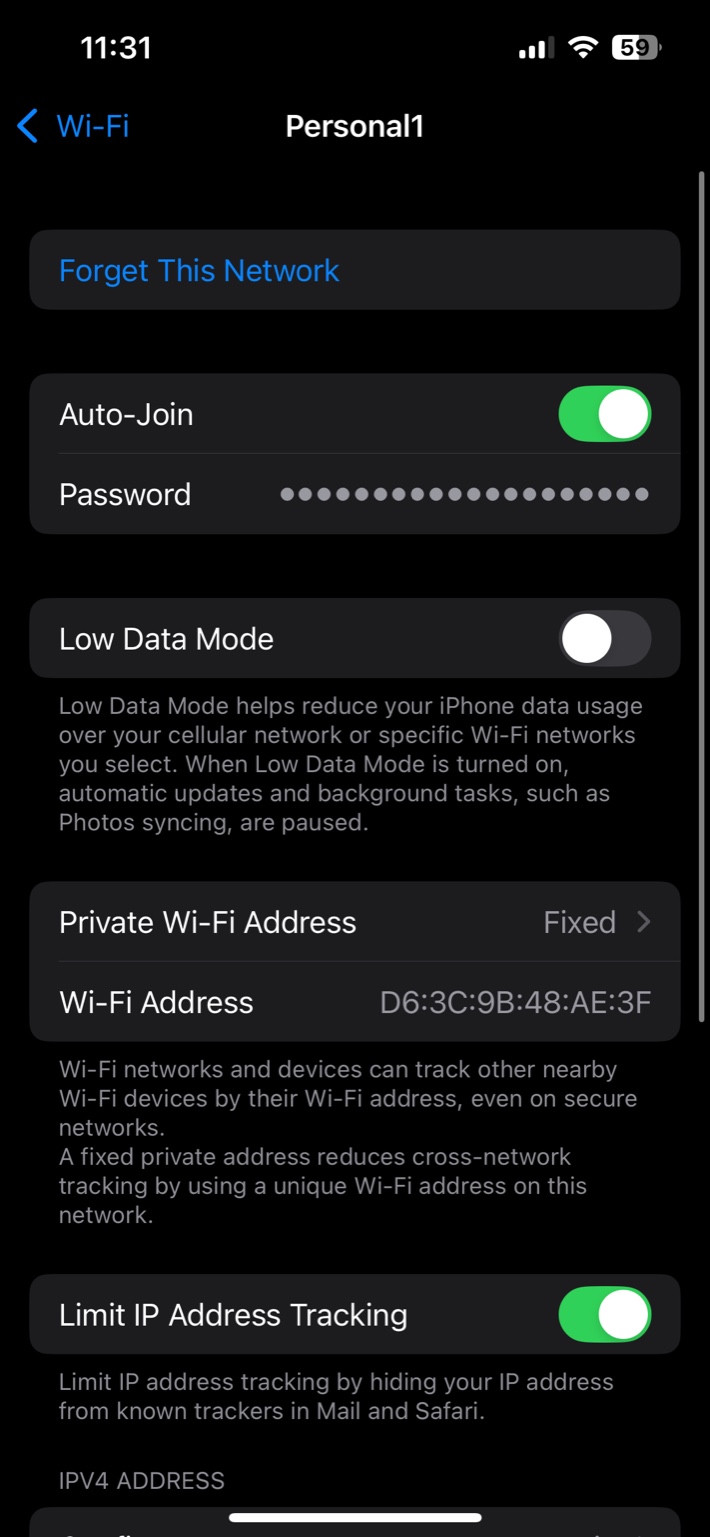 11:31
59
Wi-Fi
Personal1
Forget This Network
Auto-Join
Password
Low Data Mode
Low Data Mode helps reduce your iPhone data usage
over your cellular network or specific Wi-Fi networks
you select. When Low Data Mode is turned on,
automatic updates and background tasks, such as
Photos syncing, are paused.
Private Wi-Fi Address Fixed
Wi-Fi Address D6:3C:9B:48:AE:3F
Wi-Fi networks and devices can track other nearby
Wi-Fi devices by their Wi-Fi address, even on secure
networks.
A fixed private address reduces cross-network
tracking by using a unique Wi-Fi address on this
network.
Limit IP Address Tracking
Limit IP address tracking by hiding your IP address
from known trackers in Mail and Safari.
IPV4 ADDRESS